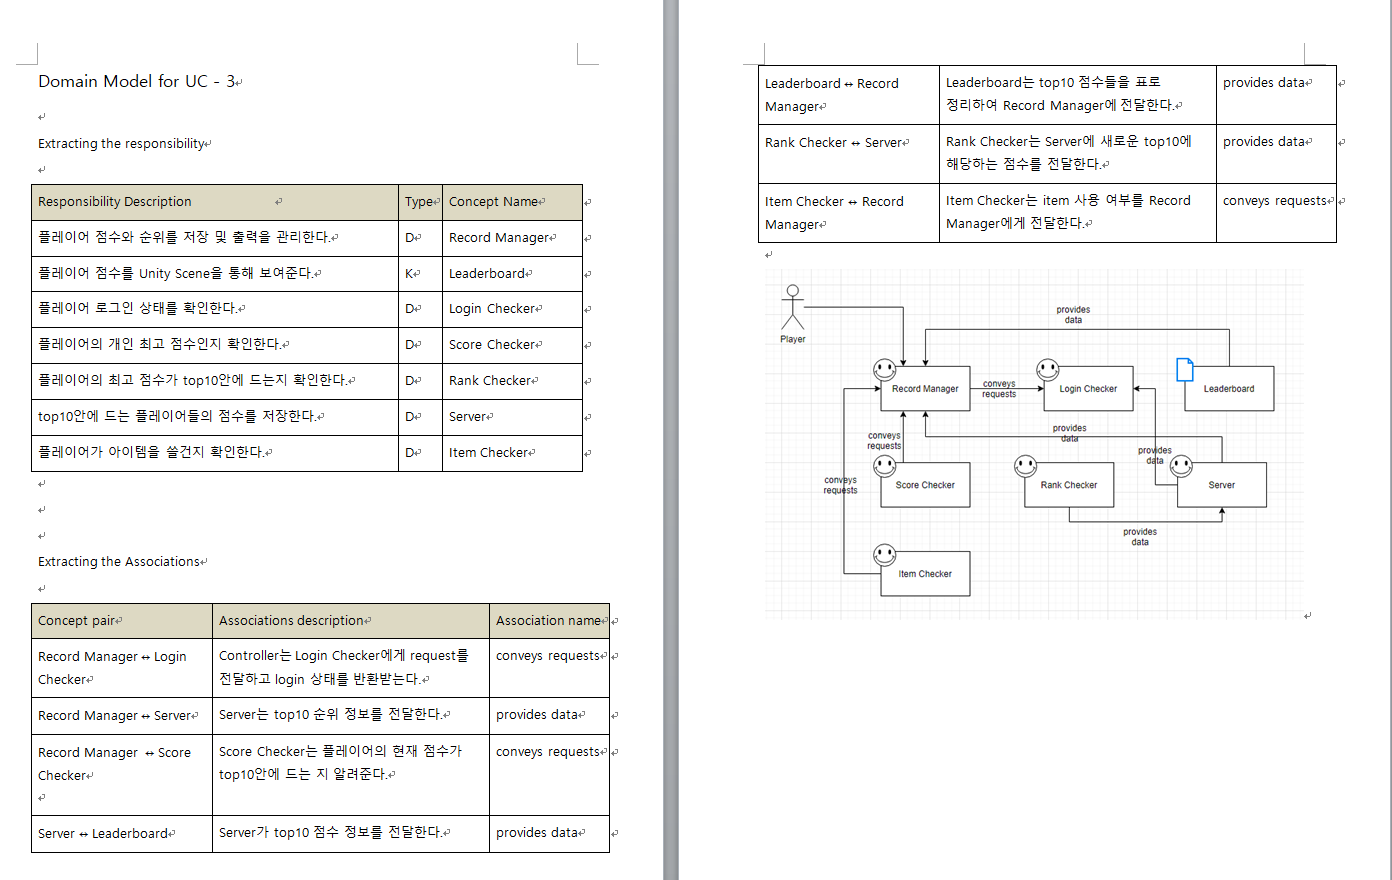 Domain Model for UC - 3
Extracting the responsibility
Responsibility Description Type Concept Name
플레이어 점수와 순위를 저장 및 출력을 관리한다. D Record Manager
플레이어 점수를 Unity Scene을 통해 보여준다. K Leaderboard
플레이어 로그인 상태를 확인한다. D Login Checker
플레이어의 개인 최고 점수인지 확인한다. D Score Checker
플레이어의 최고 점수가 top10안에 드는지 확인한다. D Rank Checker
top10안에 드는 플레이어들의 점수를 저장한다. D Server
플레이어가 아이템을 쓸건지 확인한다. D Item Checker
Extracting the Associations
Concept pair Associations description Association name
Record Manager ↔ Login Controller는 Login Checker에게 request를 conveys requests
Checker 전달하고 login 상태를 반환받는다.
Record Manager ↔ Server Server는 top10 순위 정보를 전달한다. provides data
Record Manager ↔ Score Score Checker는 플레이어의 현재 점수가 conveys requests
Checker top10안에 드는 지 알려준다.
Server ↔ Leaderboard Server가 top10 점수 정보를 전달한다. provides data
Leaderboard ↔ Record Leaderboard는 top10 점수들을 표로 provides data
Manager 정리하여 Record Manager에 전달한다.
Rank Checker ↔ Server Rank Checker는 Server에 새로운 top10에 provides data
해당하는 점수를 전달한다.
Item Checker ↔ Record Item Checker는 item 사용 여부를 Record conveys requests
Manager Manager에게 전달한다.
provides
data
Player
Record Manager
conveys
requests
Login Checker
Leaderboard
provides
data
conveys
requests
provides
data
Score Checker
Rank Checker
Server
conveys
requests
provides
data
Item Checker